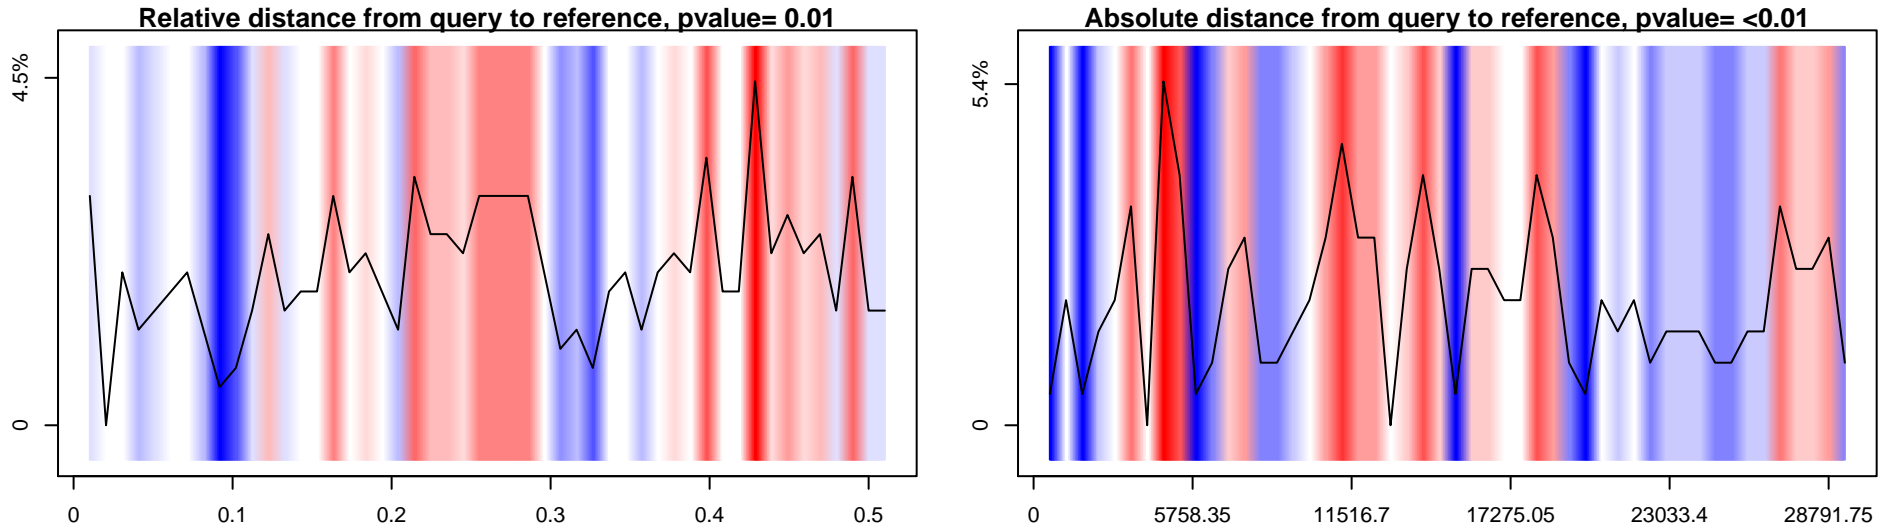 Relative distance from query to reference, pvalue= 0.01
4.5%
0
0 0.1 0.2 0.3 0.4 0.5
Absolute distance from query to reference, pvalue= <0.01
5.4%
0
0 5758.35 11516.7 17275.05 23033.4 28791.75